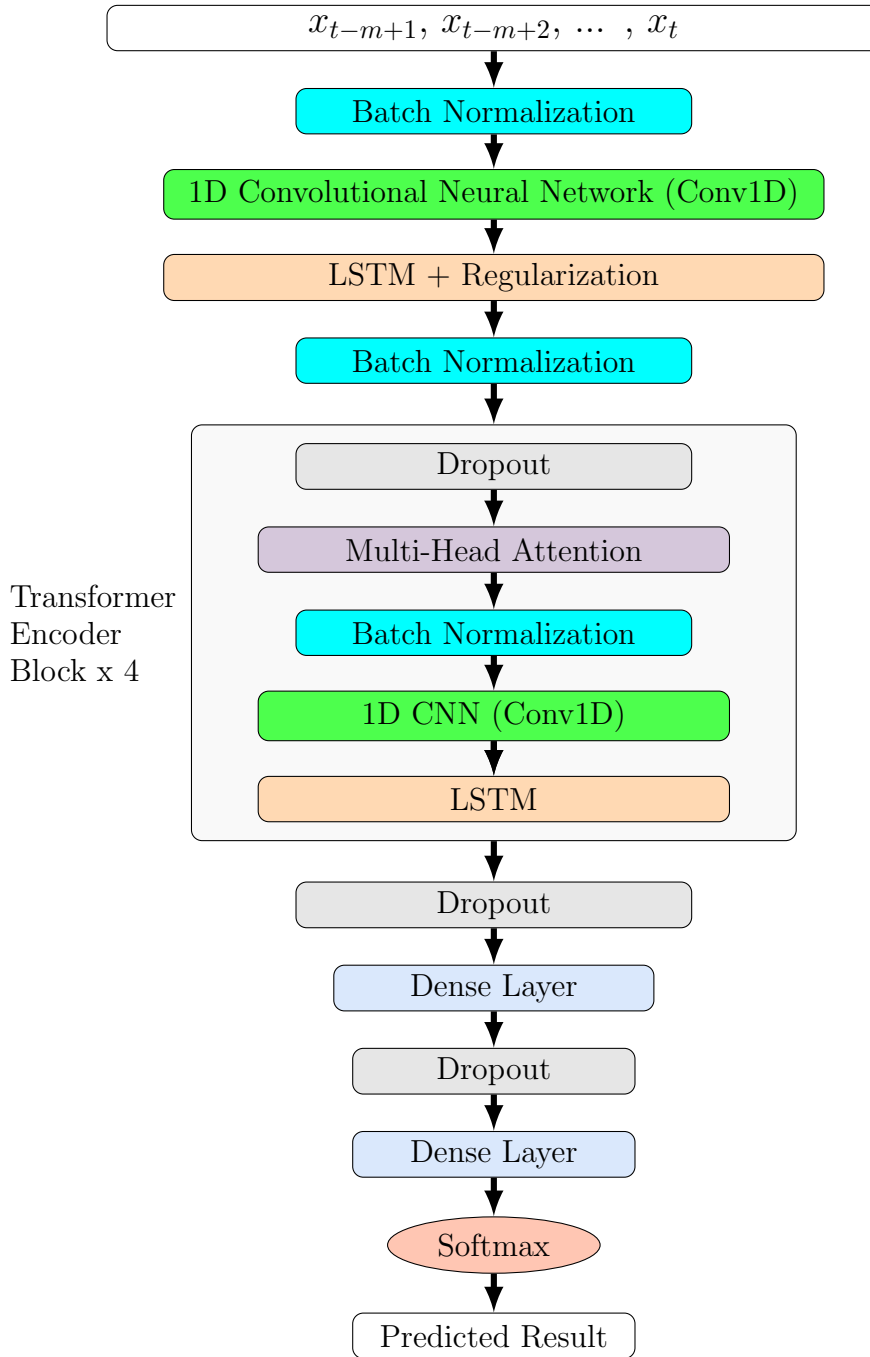 x_{t−m+1}, x_{t−m+2}, ... , x_t
Batch Normalization
1D Convolutional Neural Network (Conv1D)
LSTM + Regularization
Batch Normalization
Dropout
Multi-Head Attention
Transformer
Encoder
Block x 4
Batch Normalization
1D CNN (Conv1D)
LSTM
Dropout
Dense Layer
Dropout
Dense Layer
Softmax
Predicted Result